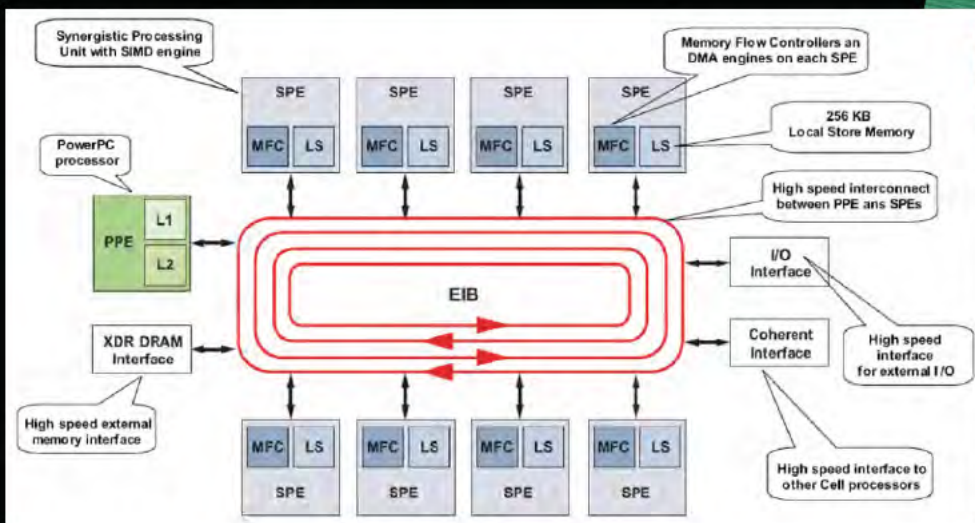 Synergistic Processing
Unit with SIMD engine
Memory Flow Controllers an
DMA engines on each SPE
SPE
SPE
SPE
SPE
MFC LS
MFC LS
MFC LS
MFC LS
256 KB
Local Store Memory
PowerPC
processor
High speed interconnect
between PPE ans SPEs
PPE
L1
L2
EIB
I/O
Interface
XDR DRAM
Interface
Coherent
Interface
High speed
interface
for external I/O
High speed external
memory interface
MFC LS
MFC LS
MFC LS
MFC LS
SPE
SPE
SPE
SPE
High speed interface to
other Cell processors